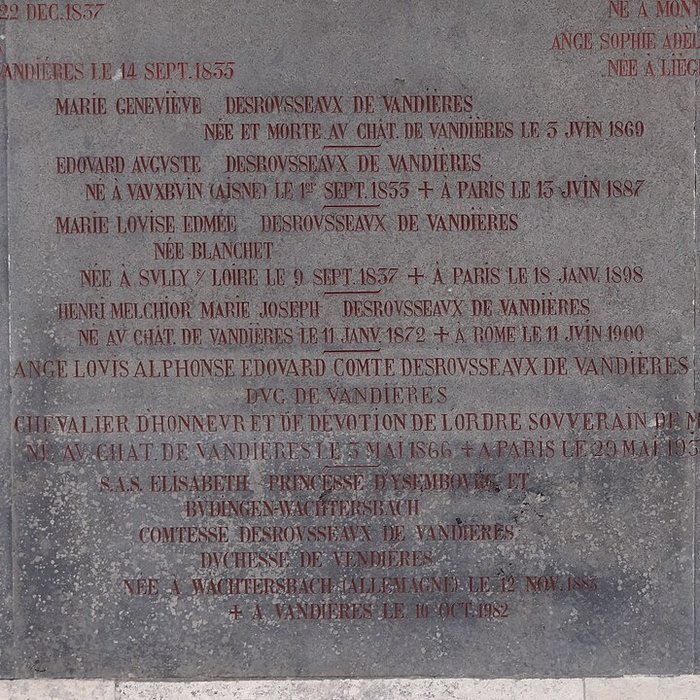 22 DEC. 1837
NÉ A MONT
ANGE SOPHIE ADEL
ANDIÉRES LE 14 SEPT. 1835
NÉE A LIÈG
MARIE GENEVIÈVE DESROVSSEAVX DE VANDIÈRES
NÉE ET MORTE AV CHÂT. DE VANDIÈRES LE 3 JVIN 1869
EDOVARD AVGVSTE DESROVSSEAVX DE VANDIÈRES
NÉ À VAVXBVIN (AISNE) LE 1ER SEPT. 1833 + À PARIS LE 13 JVIN 1887
MARIE LOVISE EDMÉE DESROVSSEAVX DE VANDIÈRES
NÉE BLANCHET
NÉE À SVLLY S/ LOIRE LE 9 SEPT. 1837 + À PARIS LE 18 JANV. 1898
HENRI MELCHIOR MARIE JOSEPH DESROVSSEAVX DE VANDIÈRES
NÉ AV CHÂT. DE VANDIÈRES LE 11 JANV. 1872 + À ROME LE 11 JVIN 1900
ANGE LOVIS ALPHONSE EDOVARD COMTE DESROVSSEAVX DE VANDIÈRES
DVC DE VANDIÈRES
CHEVALIER D'HONNEVR ET DE DÉVOTION DE L'ORDRE SOVVERAIN DE M
NÉ AV CHAT. DE VANDIERES LE 3 MAI 1866 + A PARIS LE 29 MAI 193
S.A.S. ELISABETH PRINCESSE D'YSEMBOVRG ET
BVDINGEN-WACHTERSBACH
COMTESSE DESROVSSEAVX DE VANDIÈRES
DVCHESSE DE VENDIÈRES
NÉE À WACHTERSBACH (ALLEMAGNE) LE 12 NOV. 1883
+ À VANDIÈRES LE 10 OCT. 1982